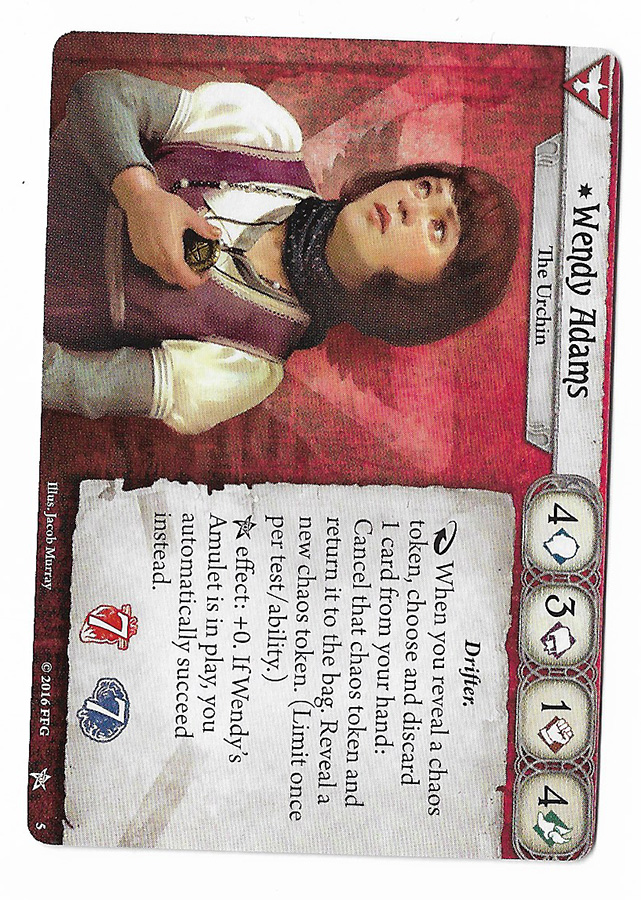 Wendy Adams
The Urchin
4 3 1 4
Drifter.
When you reveal a chaos
token, choose and discard
1 card from your hand:
Cancel that chaos token and
return it to the bag. Reveal a
new chaos token. (Limit once
per test/ability.)
effect: +0. If Wendy's
Amulet is in play, you
automatically succeed
instead.
7 7
Illus. Jacob Murray
© 2016 FFG
5